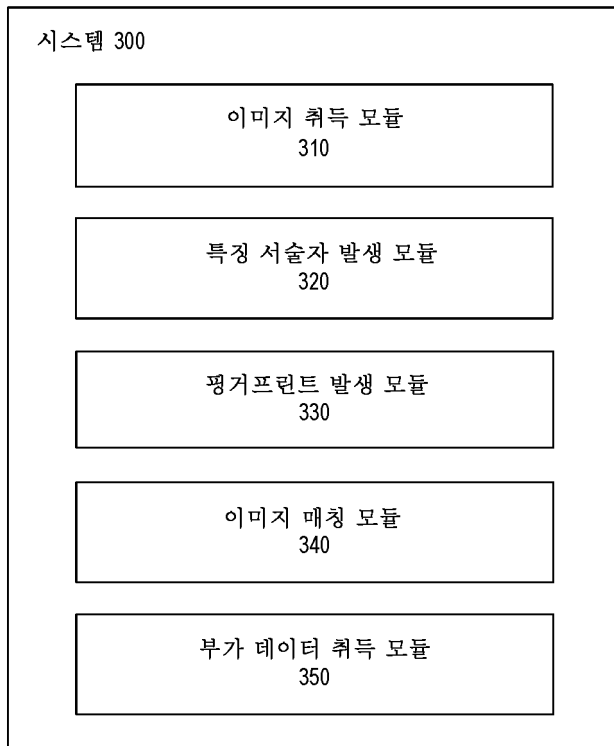 시스템 300
이미지 취득 모듈
310
특징 서술자 발생 모듈
320
핑거프린트 발생 모듈
330
이미지 매칭 모듈
340
부가 데이터 취득 모듈
350